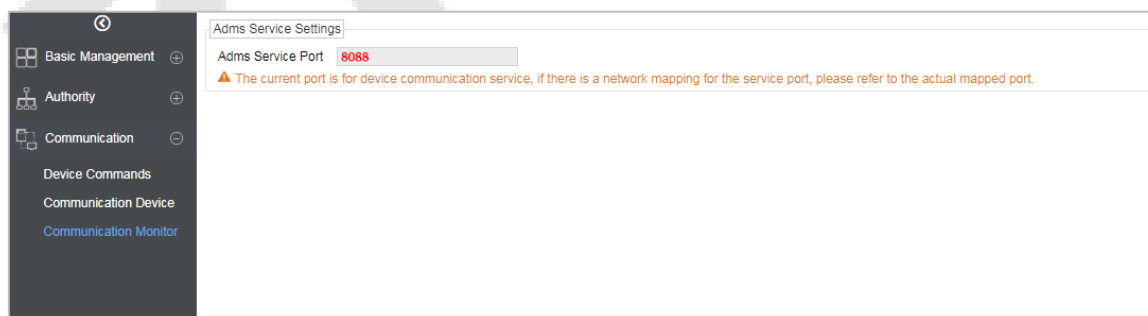 Basic Management
Authority
Communication
Device Commands
Communication Device
Communication Monitor
Adms Service Settings
Adms Service Port 8088
The current port is for device communication service, if there is a network mapping for the service port, please refer to the actual mapped port.